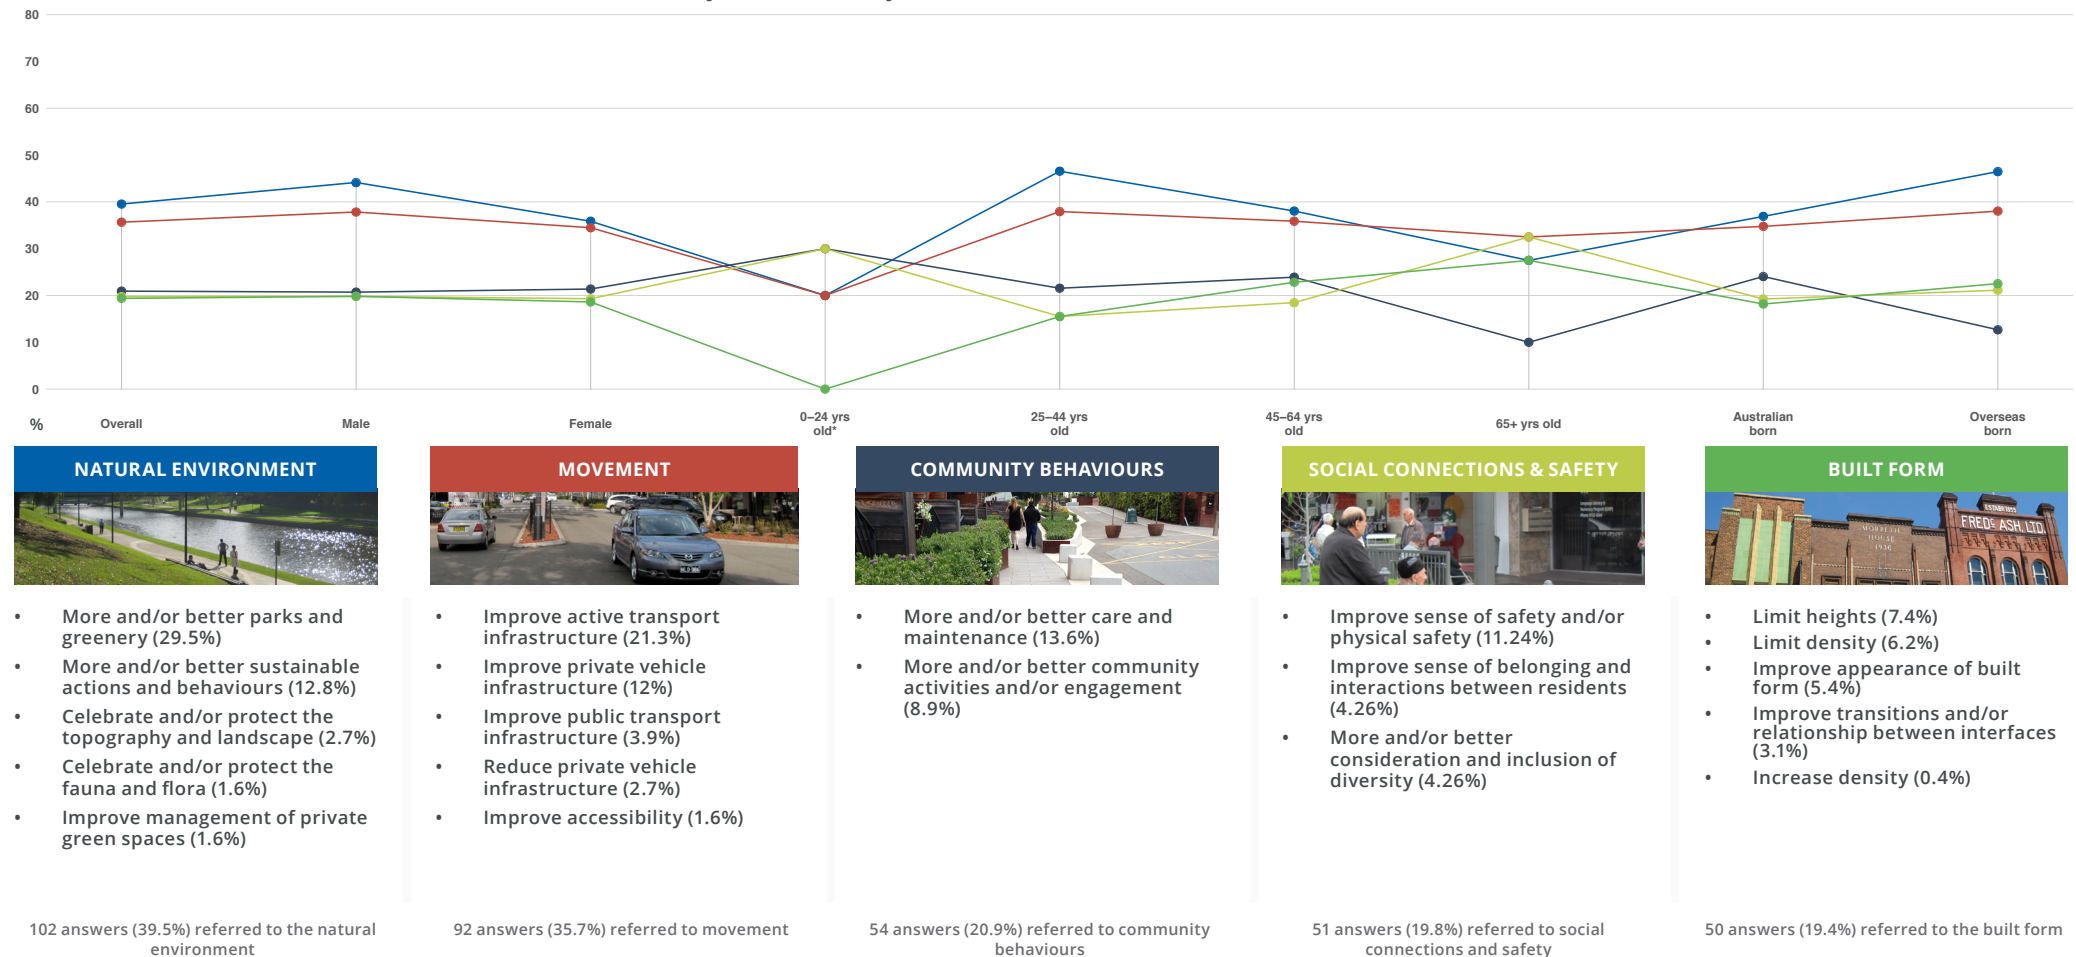 80
70
60
50
40
30
20
10
0
%
Overall
Male
Female
0–24 yrs
old*
25–44 yrs
old
45–64 yrs
old
65+ yrs old
Australian
born
Overseas
born
NATURAL ENVIRONMENT
• More and/or better parks and
greenery (29.5%)
• More and/or better sustainable
actions and behaviours (12.8%)
• Celebrate and/or protect the
topography and landscape (2.7%)
• Celebrate and/or protect the
fauna and flora (1.6%)
• Improve management of private
green spaces (1.6%)
102 answers (39.5%) referred to the natural
environment
MOVEMENT
• Improve active transport
infrastructure (21.3%)
• Improve private vehicle
infrastructure (12%)
• Improve public transport
infrastructure (3.9%)
• Reduce private vehicle
infrastructure (2.7%)
• Improve accessibility (1.6%)
92 answers (35.7%) referred to movement
COMMUNITY BEHAVIOURS
• More and/or better care and
maintenance (13.6%)
• More and/or better community
activities and/or engagement
(8.9%)
54 answers (20.9%) referred to community
behaviours
SOCIAL CONNECTIONS & SAFETY
• Improve sense of safety and/or
physical safety (11.24%)
• Improve sense of belonging and
interactions between residents
(4.26%)
• More and/or better
consideration and inclusion of
diversity (4.26%)
51 answers (19.8%) referred to social
connections and safety
BUILT FORM
ESTABD 1855
FREDK ASH. LTD.
MORPETH
HOUSE
1936
• Limit heights (7.4%)
• Limit density (6.2%)
• Improve appearance of built
form (5.4%)
• Improve transitions and/or
relationship between interfaces
(3.1%)
• Increase density (0.4%)
50 answers (19.4%) referred to the built form